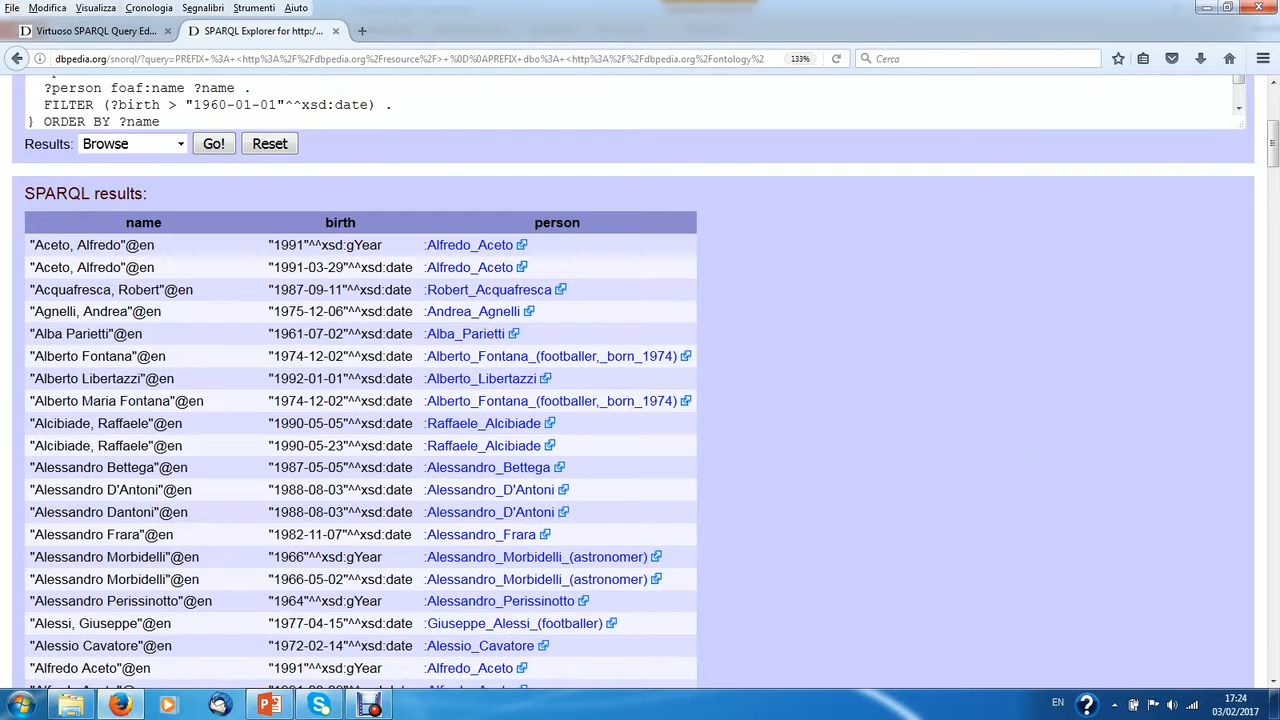 File Modifica Visualizza Cronologia Segnalibri Strumenti Aiuto
Virtuoso SPARQL Query Ed... × SPARQL Explorer for http:/... × +
dbpedia.org/snorql/?query=PREFIX+%3A+<http%3A%2F%2Fdbpedia.org%2Fresource%2F>+%0D%0APREFIX+dbo%3A+<http%3A%2F%2Fdbpedia.org%2Fontology%2 133% Cerca
?person foaf:name ?name .
FILTER (?birth > "1960-01-01"^^xsd:date) .
} ORDER BY ?name
Results: Browse Go! Reset
SPARQL results:
name birth person
"Aceto, Alfredo"@en "1991"^^xsd:gYear :Alfredo_Aceto
"Aceto, Alfredo"@en "1991-03-29"^^xsd:date :Alfredo_Aceto
"Acquafresca, Robert"@en "1987-09-11"^^xsd:date :Robert_Acquafresca
"Agnelli, Andrea"@en "1975-12-06"^^xsd:date :Andrea_Agnelli
"Alba Parietti"@en "1961-07-02"^^xsd:date :Alba_Parietti
"Alberto Fontana"@en "1974-12-02"^^xsd:date :Alberto_Fontana_(footballer,_born_1974)
"Alberto Libertazzi"@en "1992-01-01"^^xsd:date :Alberto_Libertazzi
"Alberto Maria Fontana"@en "1974-12-02"^^xsd:date :Alberto_Fontana_(footballer,_born_1974)
"Alcibiade, Raffaele"@en "1990-05-05"^^xsd:date :Raffaele_Alcibiade
"Alcibiade, Raffaele"@en "1990-05-23"^^xsd:date :Raffaele_Alcibiade
"Alessandro Bettega"@en "1987-05-05"^^xsd:date :Alessandro_Bettega
"Alessandro D'Antoni"@en "1988-08-03"^^xsd:date :Alessandro_D'Antoni
"Alessandro Dantoni"@en "1988-08-03"^^xsd:date :Alessandro_D'Antoni
"Alessandro Frara"@en "1982-11-07"^^xsd:date :Alessandro_Frara
"Alessandro Morbidelli"@en "1966"^^xsd:gYear :Alessandro_Morbidelli_(astronomer)
"Alessandro Morbidelli"@en "1966-05-02"^^xsd:date :Alessandro_Morbidelli_(astronomer)
"Alessandro Perissinotto"@en "1964"^^xsd:gYear :Alessandro_Perissinotto
"Alessi, Giuseppe"@en "1977-04-15"^^xsd:date :Giuseppe_Alessi_(footballer)
"Alessio Cavatore"@en "1972-02-14"^^xsd:date :Alessio_Cavatore
"Alfredo Aceto"@en "1991"^^xsd:gYear :Alfredo_Aceto
EN 17:24
03/02/2017